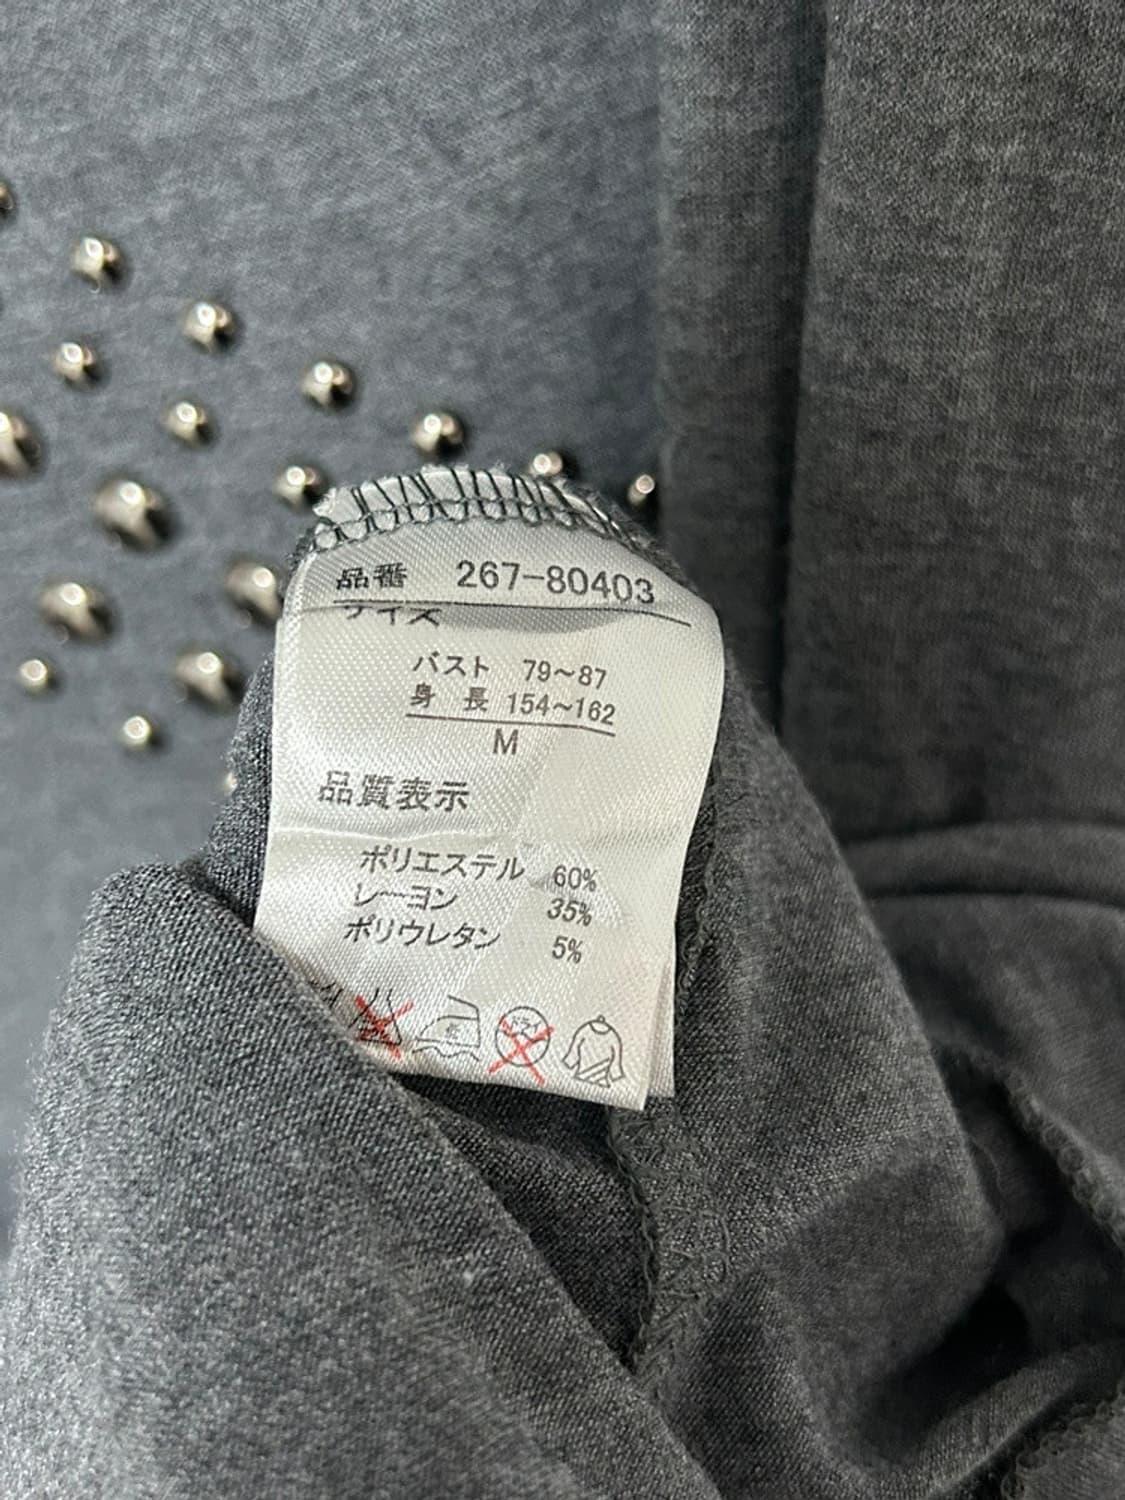 品番 267-80403
サイズ
バスト 79~87
身長 154~162
M
品質表示
ポリエステル 60%
レーヨン 35%
ポリウレタン 5%